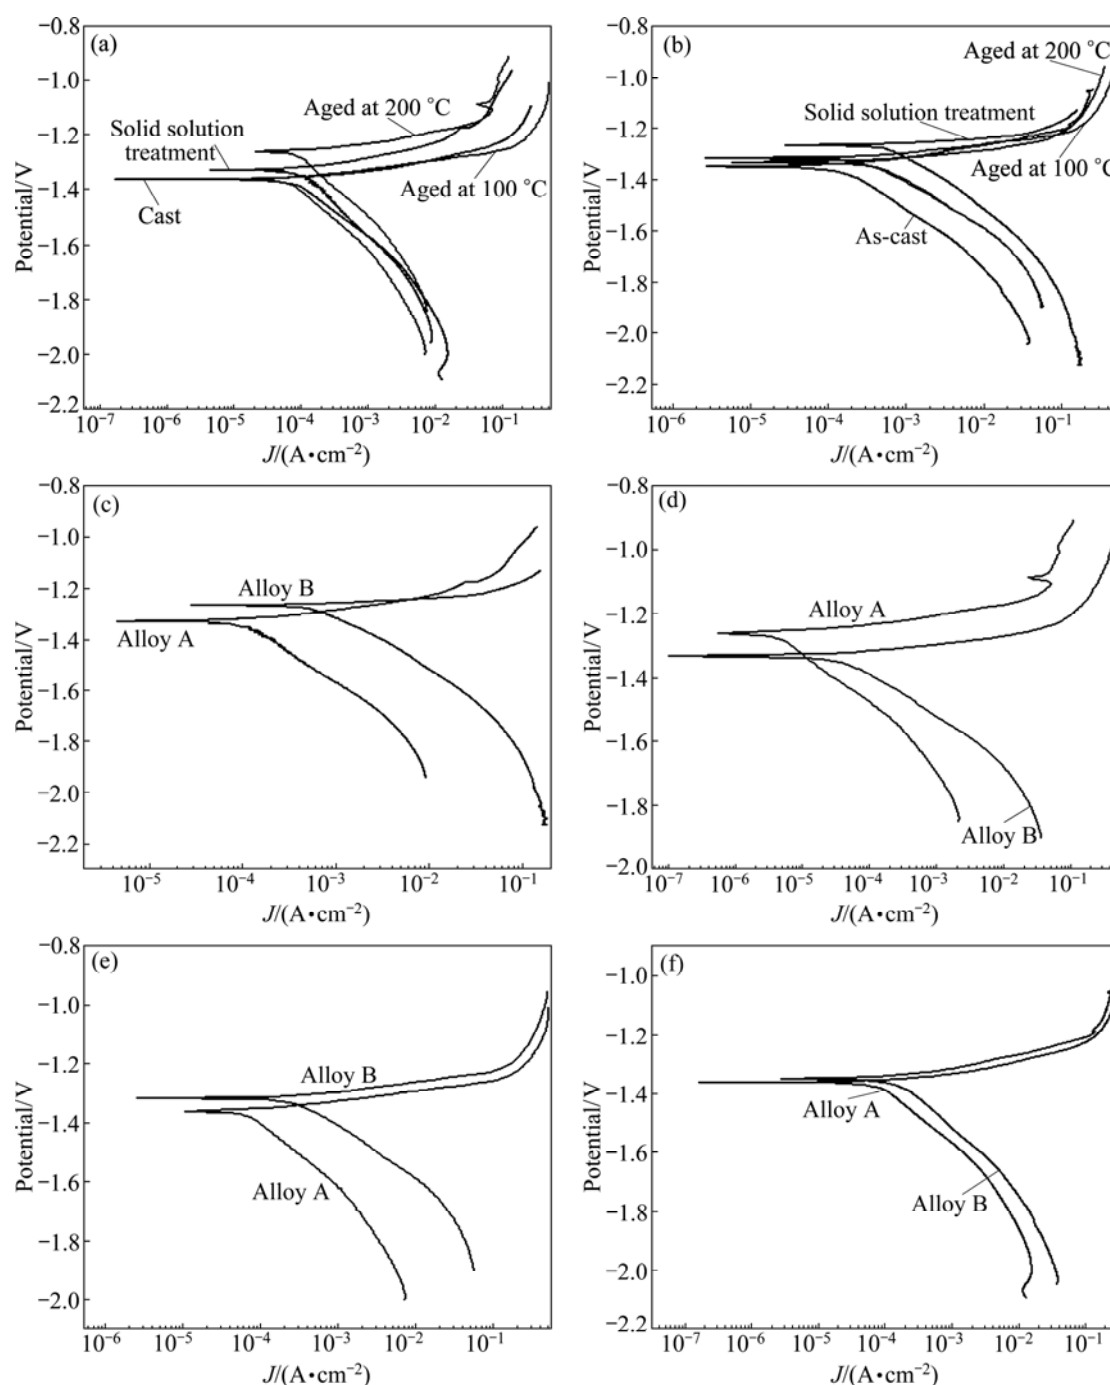 (a)
−0.8
−1.0
−1.2
−1.4
−1.6
−1.8
−2.0
−2.2
Potential/V
Aged at 200 °C
Solid solution
treatment
Cast
Aged at 100 °C
10−7
10−6
10−5
10−4
10−3
10−2
10−1
J/(A•cm−2)
(b)
−0.8
−1.0
−1.2
−1.4
−1.6
−1.8
−2.0
−2.2
Potential/V
Aged at 200 °C
Solid solution treatment
Aged at 100 °C
As-cast
10−6
10−5
10−4
10−3
10−2
10−1
J/(A•cm−2)
(c)
−0.8
−1.0
−1.2
−1.4
−1.6
−1.8
−2.0
−2.2
Potential/V
Alloy B
Alloy A
10−5
10−4
10−3
10−2
10−1
J/(A•cm−2)
(d)
−0.8
−1.0
−1.2
−1.4
−1.6
−1.8
−2.0
Potential/V
Alloy A
Alloy B
10−7
10−6
10−5
10−4
10−3
10−2
10−1
J/(A•cm−2)
(e)
−0.8
−1.0
−1.2
−1.4
−1.6
−1.8
−2.0
Potential/V
Alloy B
Alloy A
10−6
10−5
10−4
10−3
10−2
10−1
J/(A•cm−2)
(f)
−1.0
−1.2
−1.4
−1.6
−1.8
−2.0
−2.2
Potential/V
Alloy A
Alloy B
10−7
10−6
10−5
10−4
10−3
10−2
10−1
J/(A•cm−2)